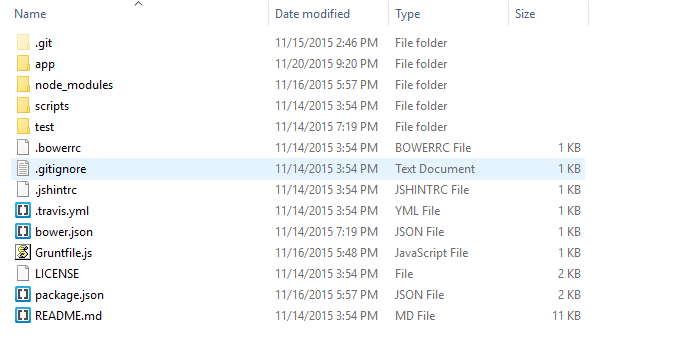 Name Date modified Type Size
.git 11/15/2015 2:46 PM File folder
app 11/20/2015 9:20 PM File folder
node_modules 11/16/2015 5:57 PM File folder
scripts 11/14/2015 3:54 PM File folder
test 11/14/2015 7:19 PM File folder
.bowerrc 11/14/2015 3:54 PM BOWERRC File 1 KB
.gitignore 11/14/2015 3:54 PM Text Document 1 KB
.jshintrc 11/14/2015 3:54 PM JSHINTRC File 1 KB
.travis.yml 11/14/2015 3:54 PM YML File 1 KB
bower.json 11/14/2015 7:19 PM JSON File 1 KB
Gruntfile.js 11/16/2015 5:48 PM JavaScript File 1 KB
LICENSE 11/14/2015 3:54 PM File 2 KB
package.json 11/16/2015 5:57 PM JSON File 2 KB
README.md 11/14/2015 3:54 PM MD File 11 KB